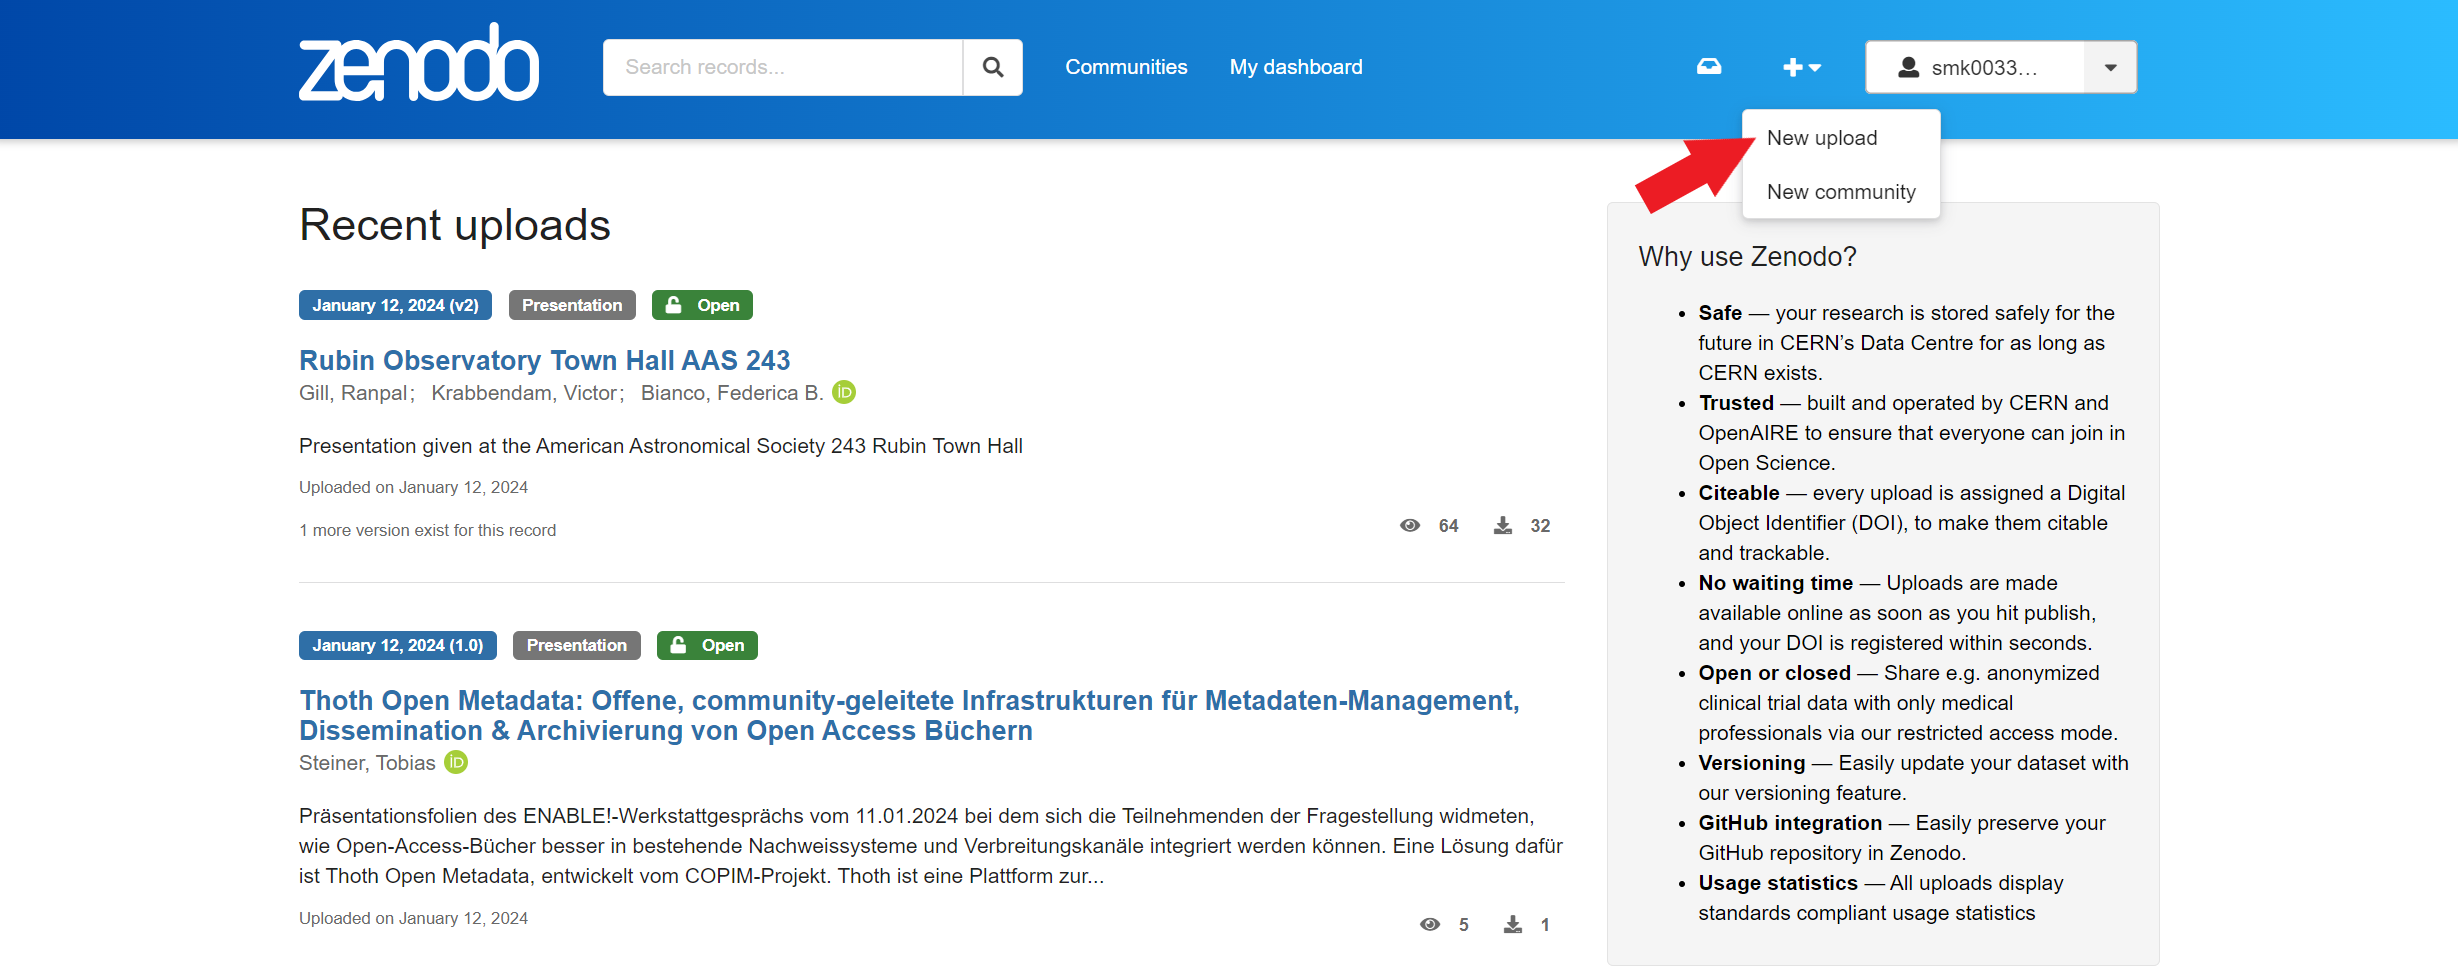 zenodo
Search records...
Communities
My dashboard
smk0033...
New upload
New community
Recent uploads
January 12, 2024 (v2)
Presentation
Open
Rubin Observatory Town Hall AAS 243
Gill, Ranpal; Krabbendam, Victor; Bianco, Federica B. iD
Presentation given at the American Astronomical Society 243 Rubin Town Hall
Uploaded on January 12, 2024
1 more version exist for this record
64
32
January 12, 2024 (1.0)
Presentation
Open
Thoth Open Metadata: Offene, community-geleitete Infrastrukturen für Metadaten-Management,
Dissemination & Archivierung von Open Access Büchern
Steiner, Tobias iD
Präsentationsfolien des ENABLE!-Werkstattgesprächs vom 11.01.2024 bei dem sich die Teilnehmenden der Fragestellung widmeten,
wie Open-Access-Bücher besser in bestehende Nachweissysteme und Verbreitungskanäle integriert werden können. Eine Lösung dafür
ist Thoth Open Metadata, entwickelt vom COPIM-Projekt. Thoth ist eine Plattform zur...
Uploaded on January 12, 2024
5
1
Why use Zenodo?
• Safe — your research is stored safely for the
future in CERN’s Data Centre for as long as
CERN exists.
• Trusted — built and operated by CERN and
OpenAIRE to ensure that everyone can join in
Open Science.
• Citeable — every upload is assigned a Digital
Object Identifier (DOI), to make them citable
and trackable.
• No waiting time — Uploads are made
available online as soon as you hit publish,
and your DOI is registered within seconds.
• Open or closed — Share e.g. anonymized
clinical trial data with only medical
professionals via our restricted access mode.
• Versioning — Easily update your dataset with
our versioning feature.
• GitHub integration — Easily preserve your
GitHub repository in Zenodo.
• Usage statistics — All uploads display
standards compliant usage statistics